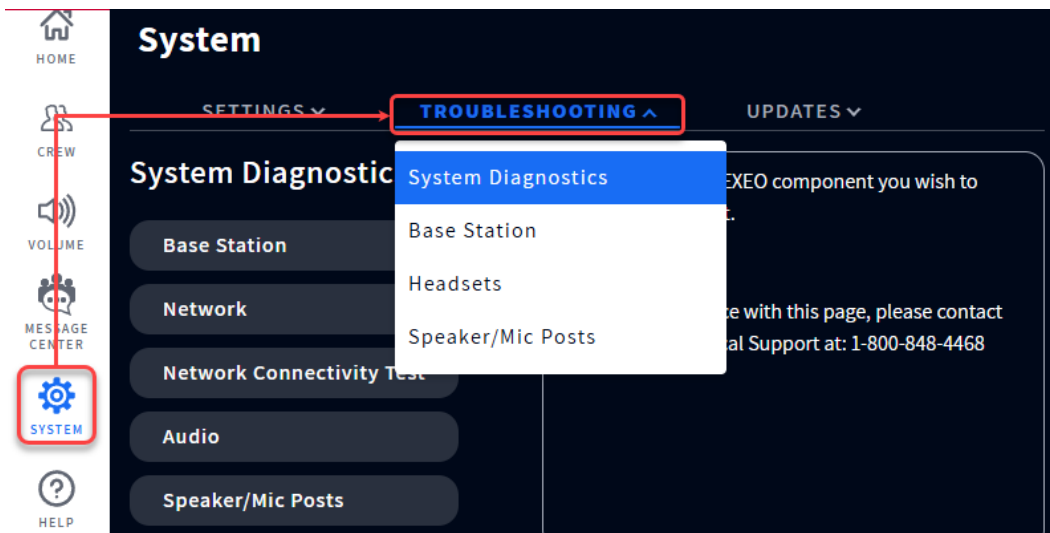 HOME
CREW
VOLUME
MESSAGE
CENTER
SYSTEM
HELP
System
SETTINGS
TROUBLESHOOTING
UPDATES
System Diagnostic
Base Station
Network
Network Connectivity Test
Audio
Speaker/Mic Posts
System Diagnostics
Base Station
Headsets
Speaker/Mic Posts
EXEO component you wish to
with this page, please contact
Support at: 1-800-848-4468